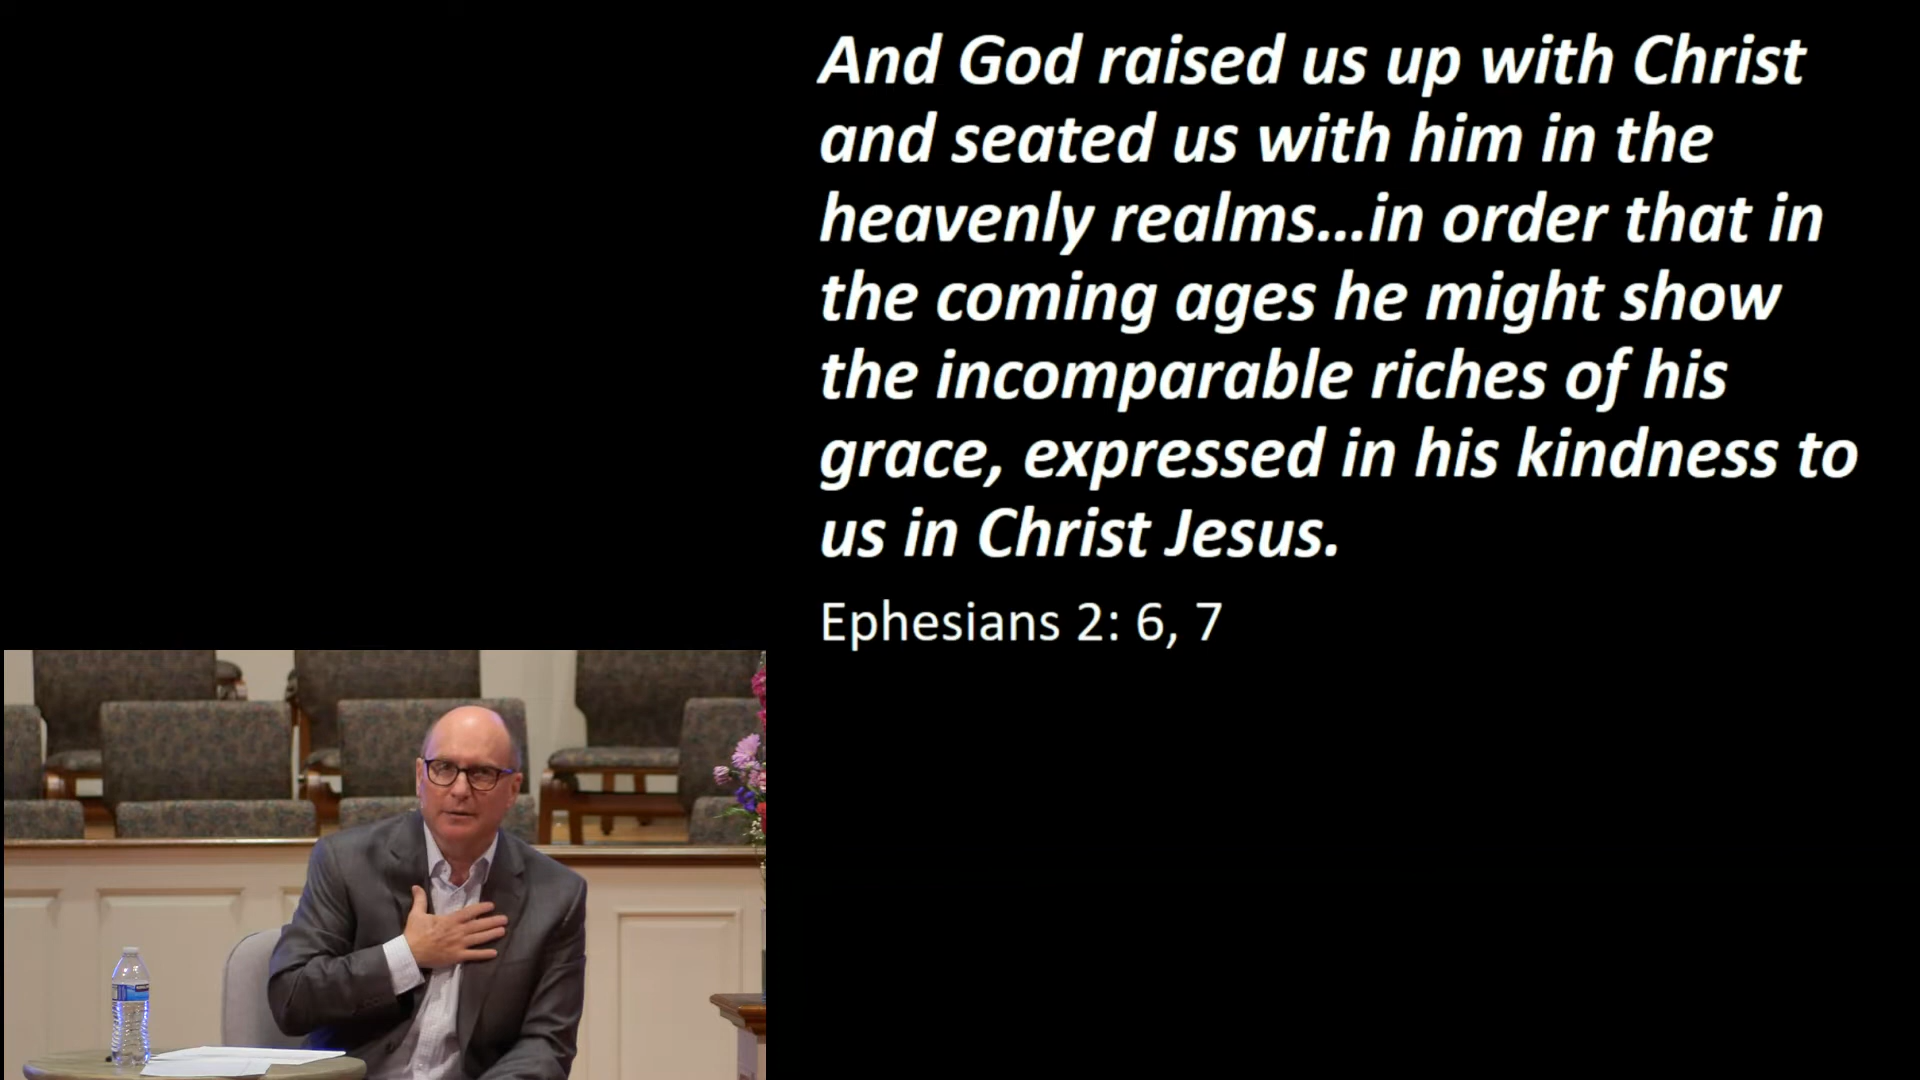 And God raised us up with Christ
and seated us with him in the
heavenly realms...in order that in
the coming ages he might show
the incomparable riches of his
grace, expressed in his kindness to
us in Christ Jesus.
Ephesians 2: 6, 7